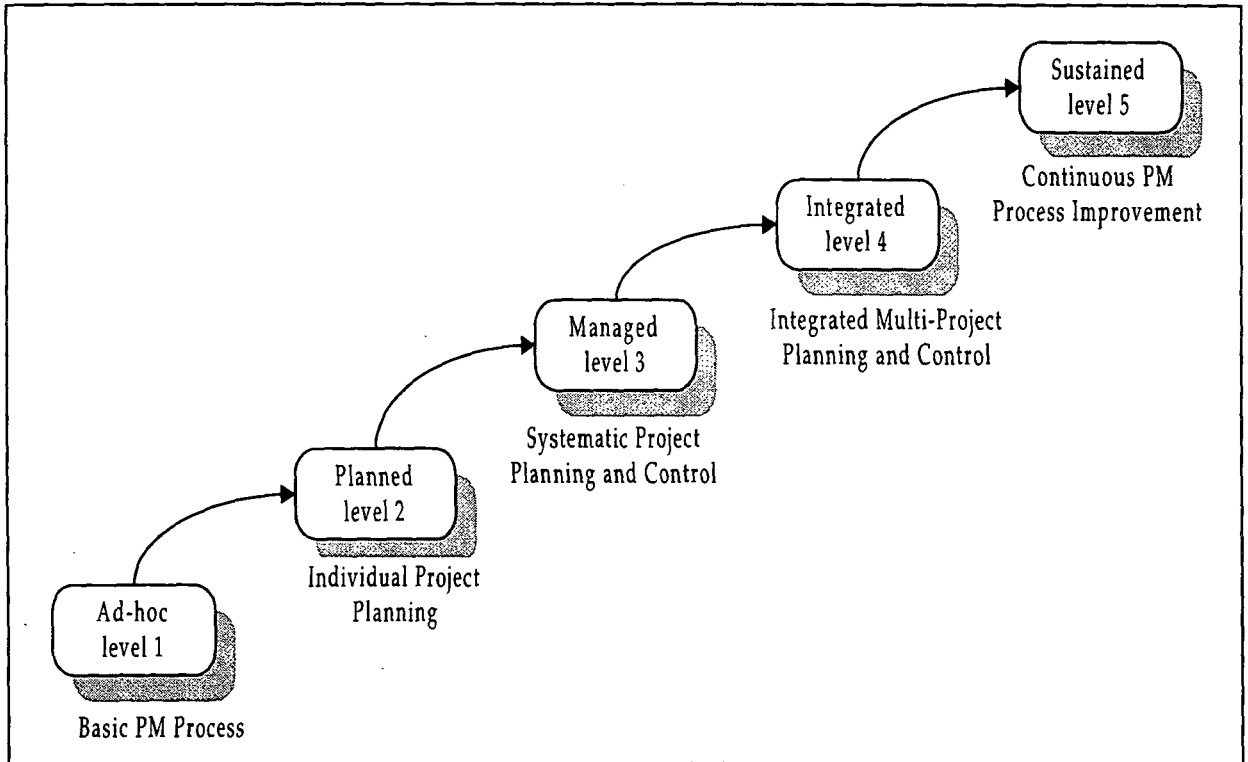 Sustained
level 5
Continuous PM
Process Improvement
Integrated
level 4
Integrated Multi-Project
Planning and Control
Managed
level 3
Systematic Project
Planning and Control
Planned
level 2
Individual Project
Planning
Ad-hoc
level 1
Basic PM Process